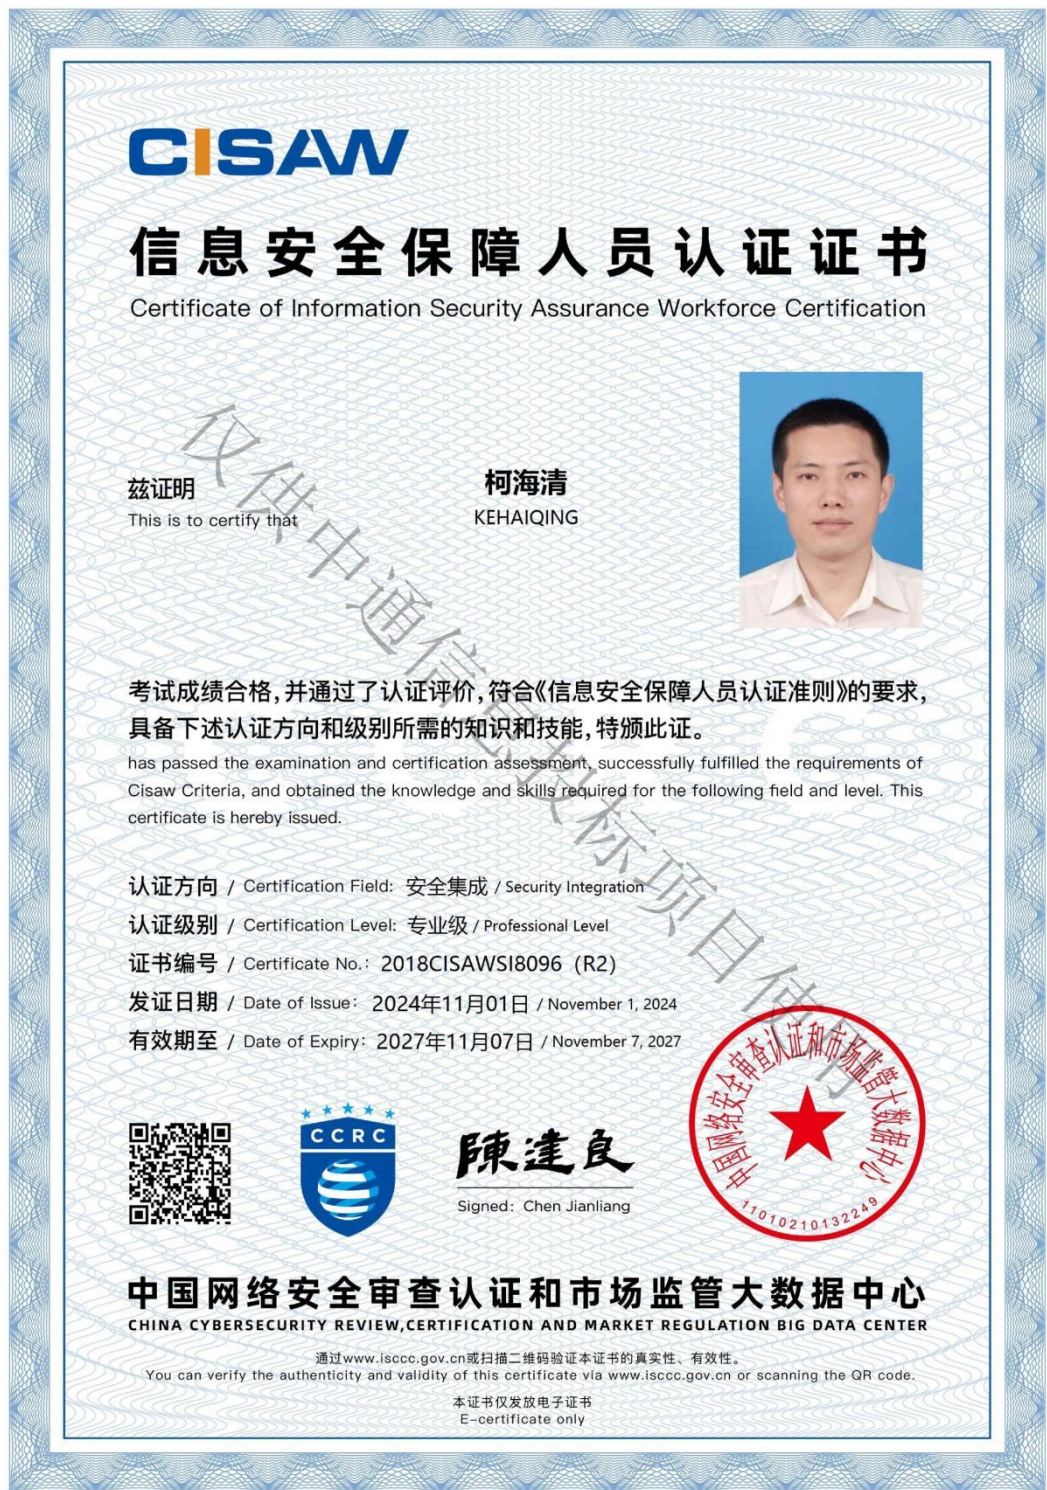 CISAW
信息安全保障人员认证证书
Certificate of Information Security Assurance Workforce Certification
兹证明
This is to certify that
柯海清
KEHAIQING
考试成绩合格,并通过了认证评价,符合《信息安全保障人员认证准则》的要求,
具备下述认证方向和级别所需的知识和技能,特颁此证。
has passed the examination and certification assessment, successfully fulfilled the requirements of
Cisaw Criteria, and obtained the knowledge and skills required for the following field and level. This
certificate is hereby issued.
认证方向 / Certification Field: 安全集成 / Security Integration
认证级别 / Certification Level: 专业级 / Professional Level
证书编号 / Certificate No.: 2018CISAWSI8096 (R2)
发证日期 / Date of Issue: 2024年11月01日 / November 1, 2024
有效期至 / Date of Expiry: 2027年11月07日 / November 7, 2027
仅供中通信息投标项目使用
CCRC
陳建良
Signed: Chen Jianliang
中国网络安全审查认证和市场监管大数据中心
11010210132249
中国网络安全审查认证和市场监管大数据中心
CHINA CYBERSECURITY REVIEW,CERTIFICATION AND MARKET REGULATION BIG DATA CENTER
通过www.isccc.gov.cn或扫描二维码验证本证书的真实性、有效性。
You can verify the authenticity and validity of this certificate via www.isccc.gov.cn or scanning the QR code.
本证书仅发放电子证书
E-certificate only